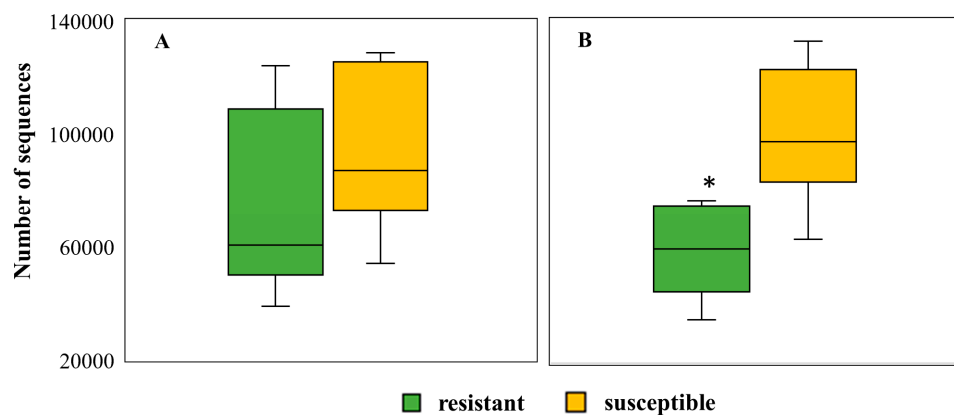 140000
A
B
100000
Number of sequences
*
60000
20000
resistant susceptible